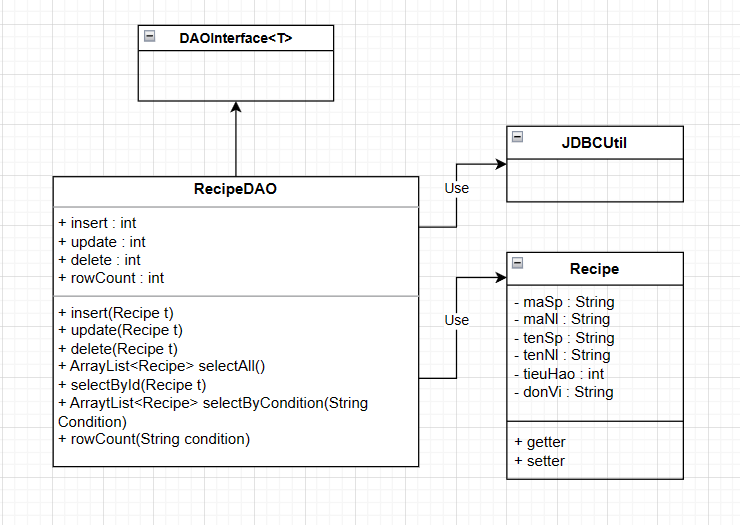 DAOInterface<T>
JDBCUtil
Use
RecipeDAO
+ insert : int
+ update : int
+ delete : int
+ rowCount : int
+ insert(Recipe t)
+ update(Recipe t)
+ delete(Recipe t)
+ ArrayList<Recipe> selectAll()
+ selectById(Recipe t)
+ ArraytList<Recipe> selectByCondition(String
Condition)
+ rowCount(String condition)
Use
Recipe
- maSp : String
- maNl : String
- tenSp : String
- tenNl : String
- tieuHao : int
- donVi : String
+ getter
+ setter